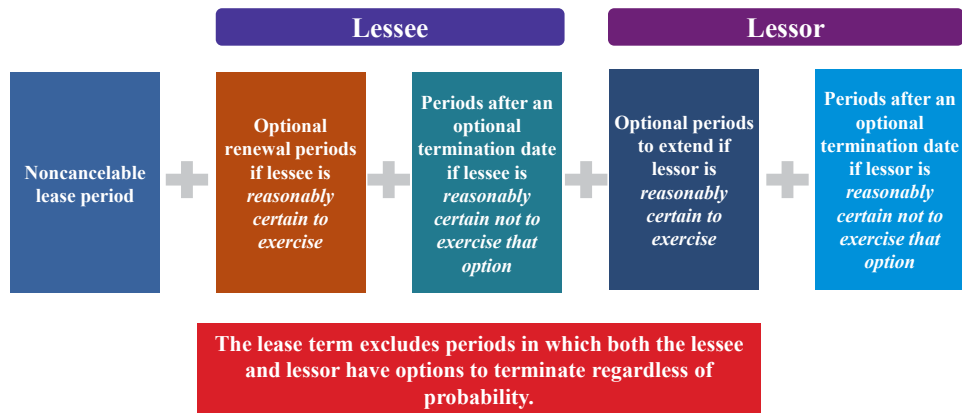 Lessee
Lessor
Noncancelable
lease period
Optional
renewal periods
if lessee is
reasonably
certain to
exercise
Periods after an
optional
termination date
if lessee is
reasonably
certain not to
exercise that
option
Optional periods
to extend if
lessor is
reasonably
certain to
exercise
Periods after an
optional
termination date
if lessor is
reasonably
certain not to
exercise that
option
The lease term excludes periods in which both the lessee
and lessor have options to terminate regardless of
probability.